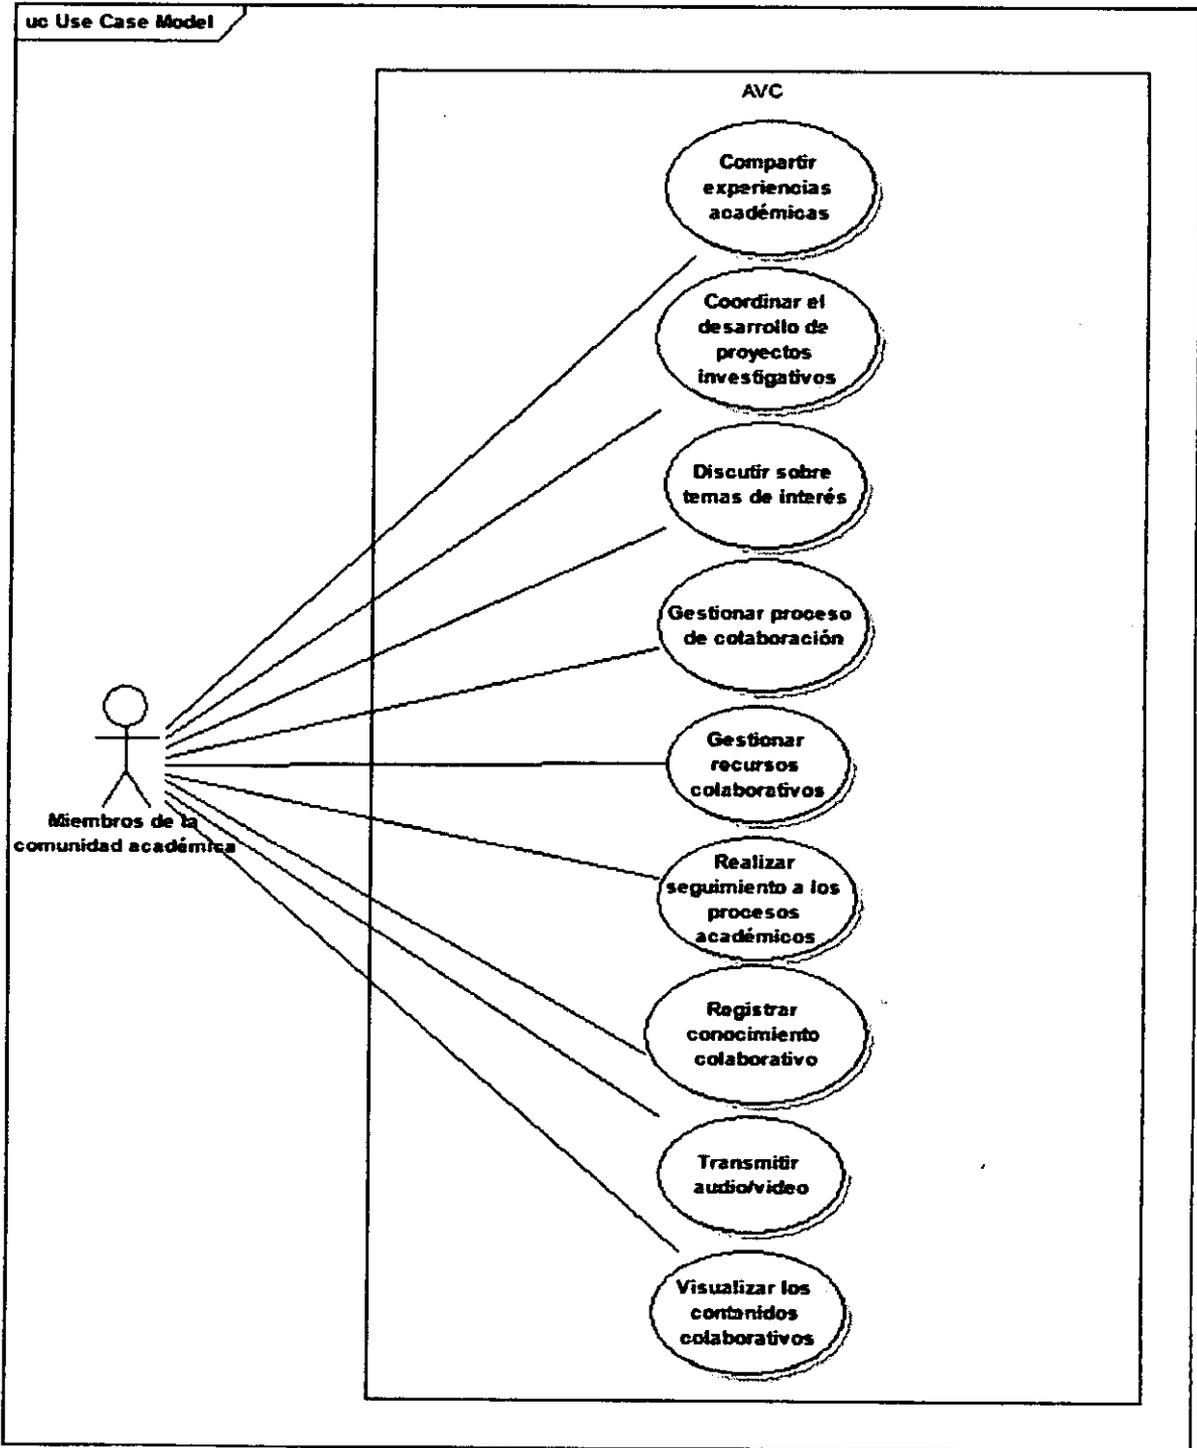 uc Use Case Model
AVC
Compartir
experiencias
académicas
Coordinar el
desarrollo de
proyectos
investigativos
Discutir sobre
temas de interés
Gestionar proceso
de colaboración
Gestionar
recursos
colaborativos
Miembros de la
comunidad académica
Realizar
seguimiento a los
procesos
académicos
Registrar
conocimiento
colaborativo
Transmitir
audio/video
Visualizar los
contenidos
colaborativos